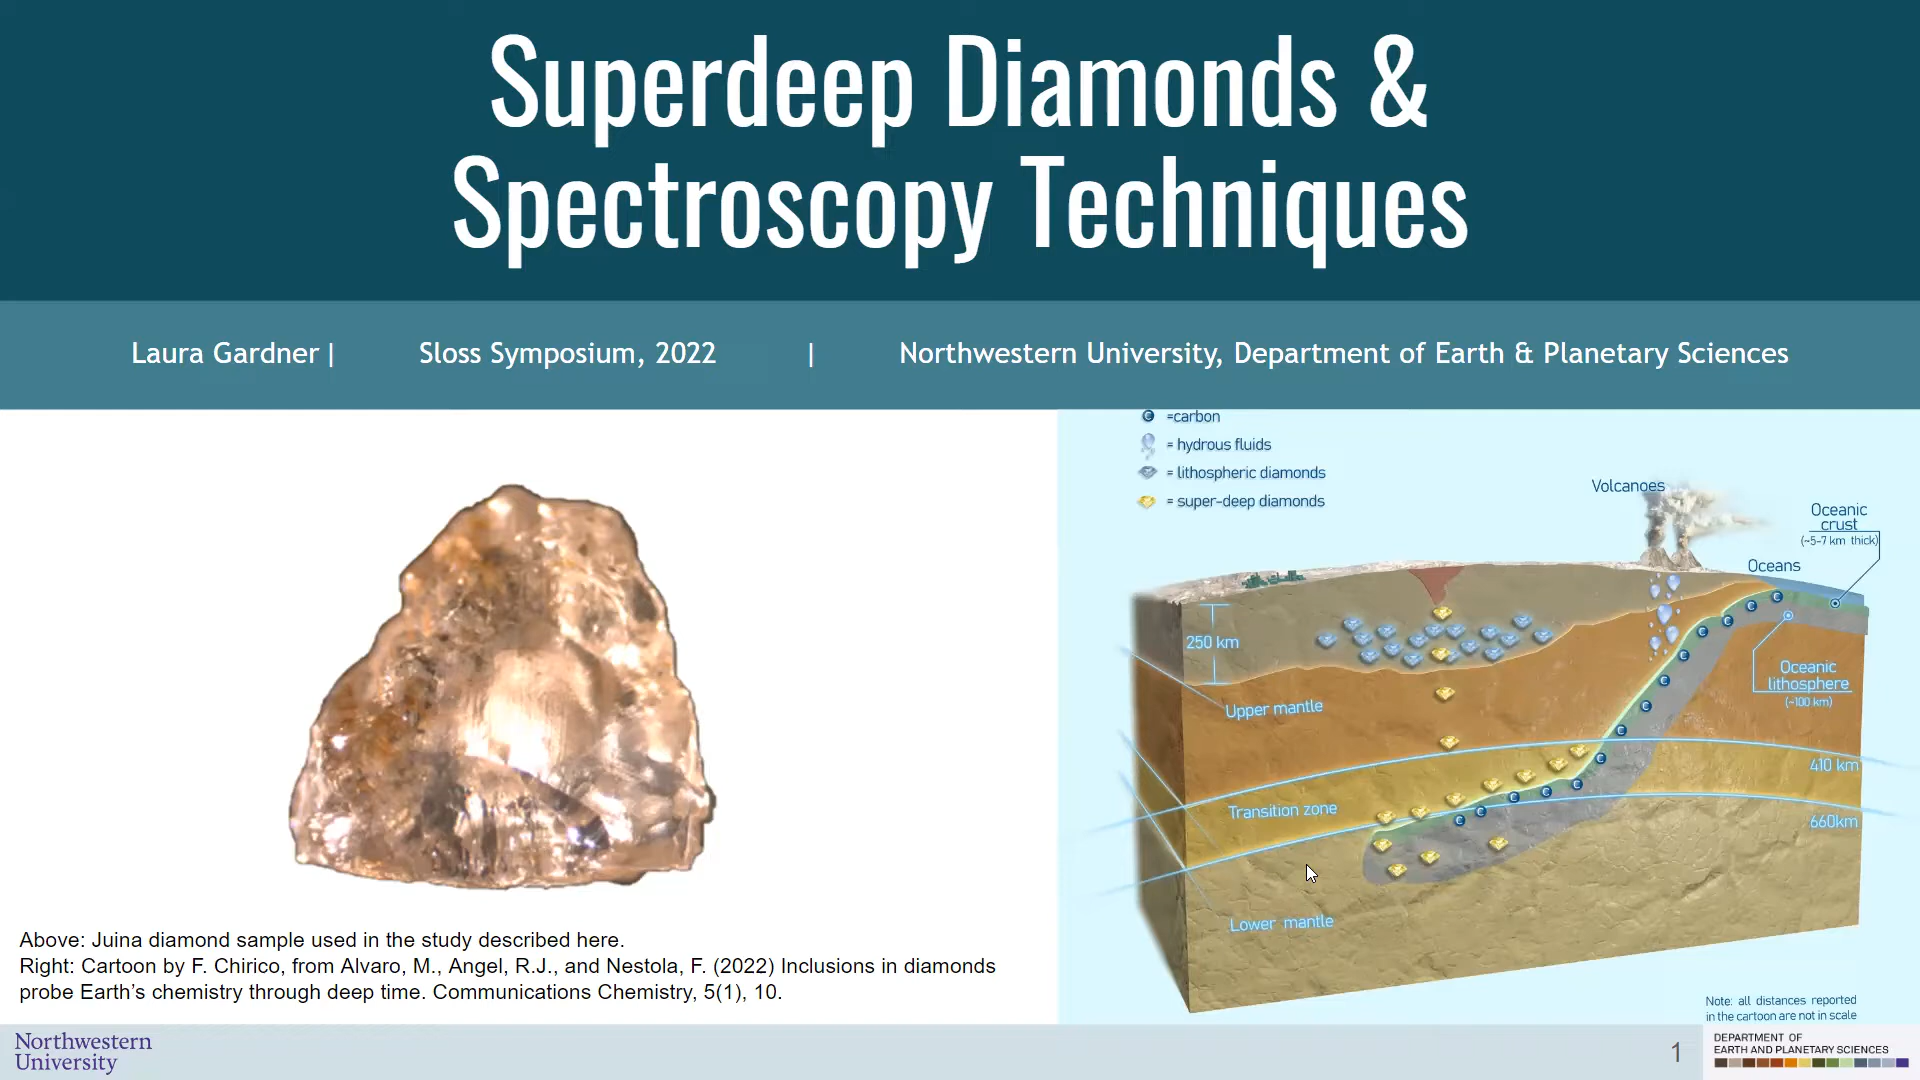 Superdeep Diamonds &
Spectroscopy Techniques
Laura Gardner | Sloss Symposium, 2022 | Northwestern University, Department of Earth & Planetary Sciences
C =carbon
= hydrous fluids
= lithospheric diamonds
= super-deep diamonds
Volcanoes
Oceanic
crust
(~5-7 km thick)
Oceans
250 km
Oceanic
lithosphere
(~100 km)
Upper mantle
410 km
Transition zone
660km
Lower mantle
Note: all distances reported
in the cartoon are not in scale
Above: Juina diamond sample used in the study described here.
Right: Cartoon by F. Chirico, from Alvaro, M., Angel, R.J., and Nestola, F. (2022) Inclusions in diamonds
probe Earth’s chemistry through deep time. Communications Chemistry, 5(1), 10.
Northwestern
University
1
DEPARTMENT OF
EARTH AND PLANETARY SCIENCES